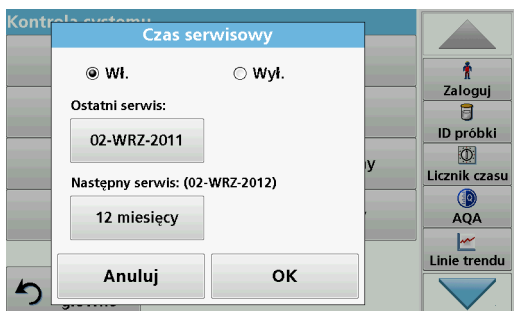 Kontrola systemu
Czas serwisowy
Wł.
Wył.
Ostatni serwis:
02-WRZ-2011
Następny serwis: (02-WRZ-2012)
12 miesięcy
Anuluj
OK
Zaloguj
ID próbki
Licznik czasu
AQA
Linie trendu